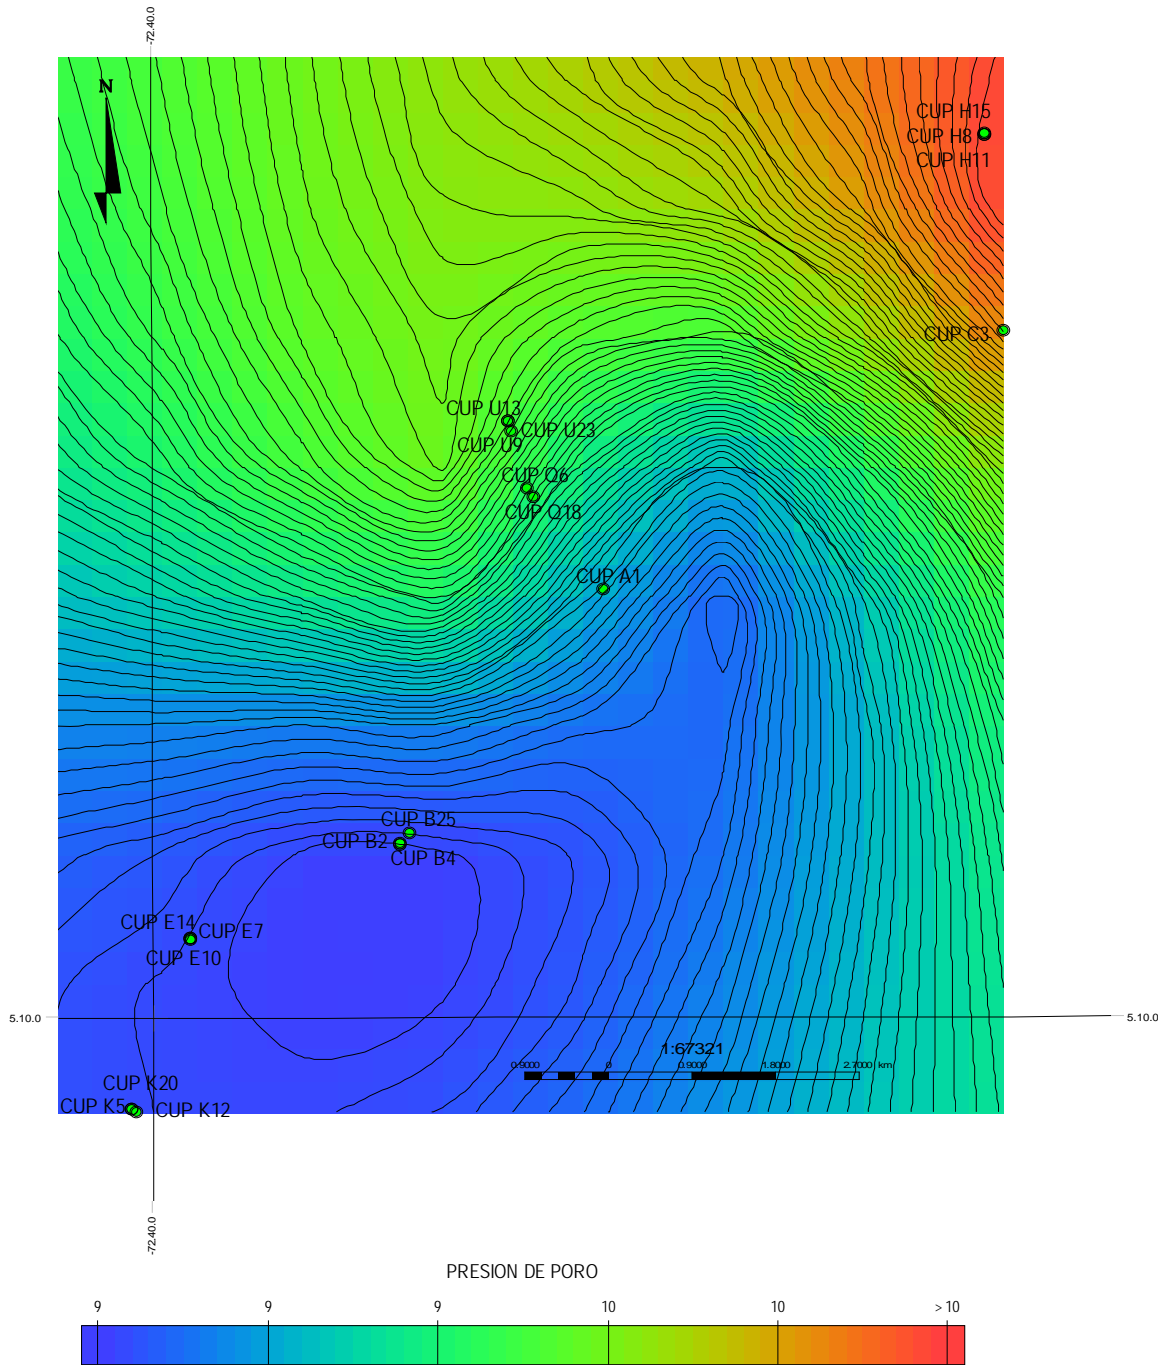 -72.40.0
N
CUP H15
CUP H8
CUP H11
CUP C3
CUP U13
CUP U23
CUP U9
CUP Q6
CUP Q18
CUP A1
CUP B25
CUP B2
CUP B4
CUP E14
CUP E7
CUP E10
5.10.0
5.10.0
1:67321
0.9000 0 0.9000 1.8000 2.7000 km
CUP K20
CUP K5
CUP K12
-72.40.0
PRESION DE PORO
9 9 9 10 10 >10